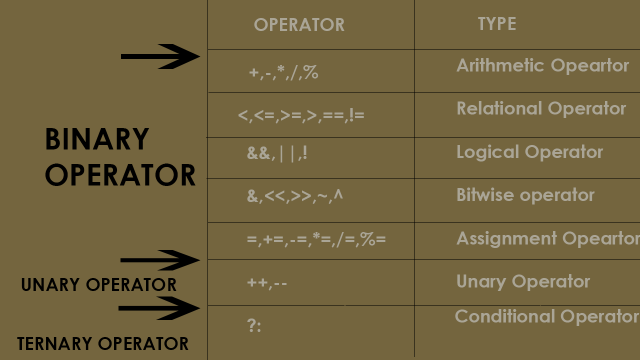 OPERATOR TYPE
+,-,*,/,% Arithmetic Opeartor
<,<=,>=,>,==,!= Relational Operator
BINARY
OPERATOR
&&,||,! Logical Operator
&,<<,>>,~,^ Bitwise operator
=,+=,-=,*=,/=,%= Assignment Opeartor
UNARY OPERATOR
++,-- Unary Operator
TERNARY OPERATOR
?: Conditional Operator